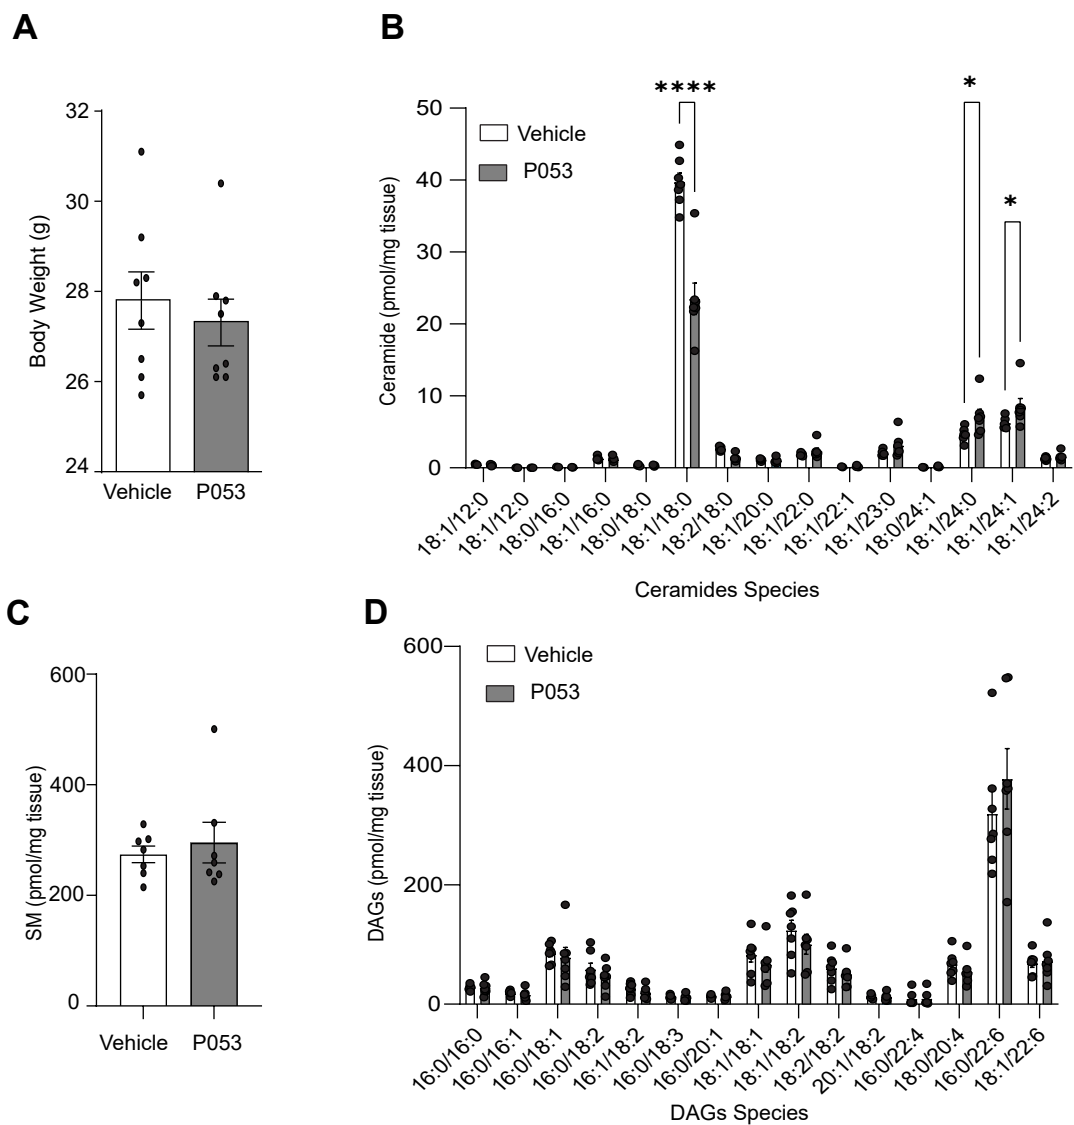 A
Body Weight (g)
32
30
28
26
24
Vehicle
P053
B
Ceramide (pmol/mg tissue)
50
40
30
20
10
0
Vehicle
P053
****
*
*
18:1/12:0
18:1/12:0
18:0/16:0
18:1/16:0
18:0/18:0
18:1/18:0
18:2/18:0
18:1/20:0
18:1/22:0
18:1/22:1
18:1/23:0
18:0/24:1
18:1/24:0
18:1/24:1
18:1/24:2
Ceramides Species
C
SM (pmol/mg tissue)
600
400
200
0
Vehicle
P053
D
DAGs (pmol/mg tissue)
600
400
200
0
Vehicle
P053
16:0/16:0
16:0/16:1
16:0/18:1
16:0/18:2
16:1/18:2
16:0/18:3
16:0/20:1
18:1/18:1
18:1/18:2
18:2/18:2
20:1/18:2
16:0/22:4
18:0/20:4
16:0/22:6
18:1/22:6
DAGs Species